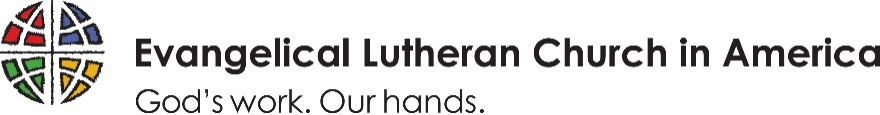 Evangelical Lutheran Church in America
God's work. Our hands.